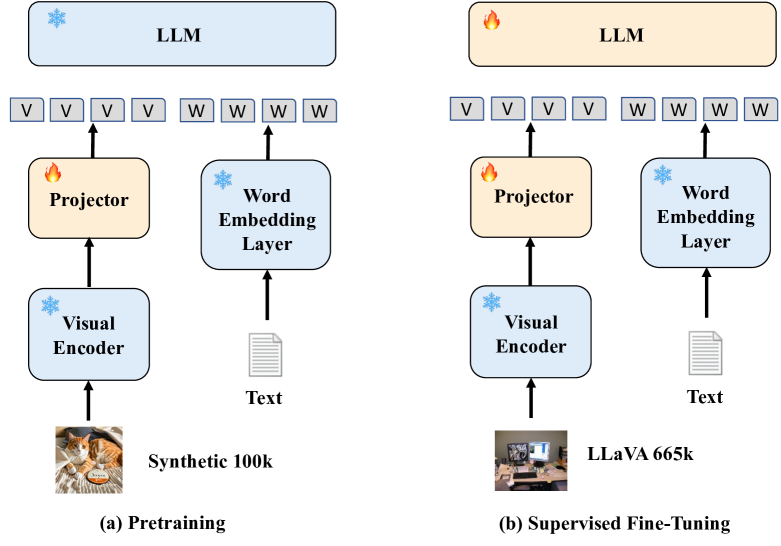 LLM
V V V V W W W W
Projector
Word
Embedding
Layer
Visual
Encoder
Text
Synthetic 100k
(a) Pretraining
LLM
V V V V W W W W
Projector
Word
Embedding
Layer
Visual
Encoder
Text
LLaVA 665k
(b) Supervised Fine-Tuning